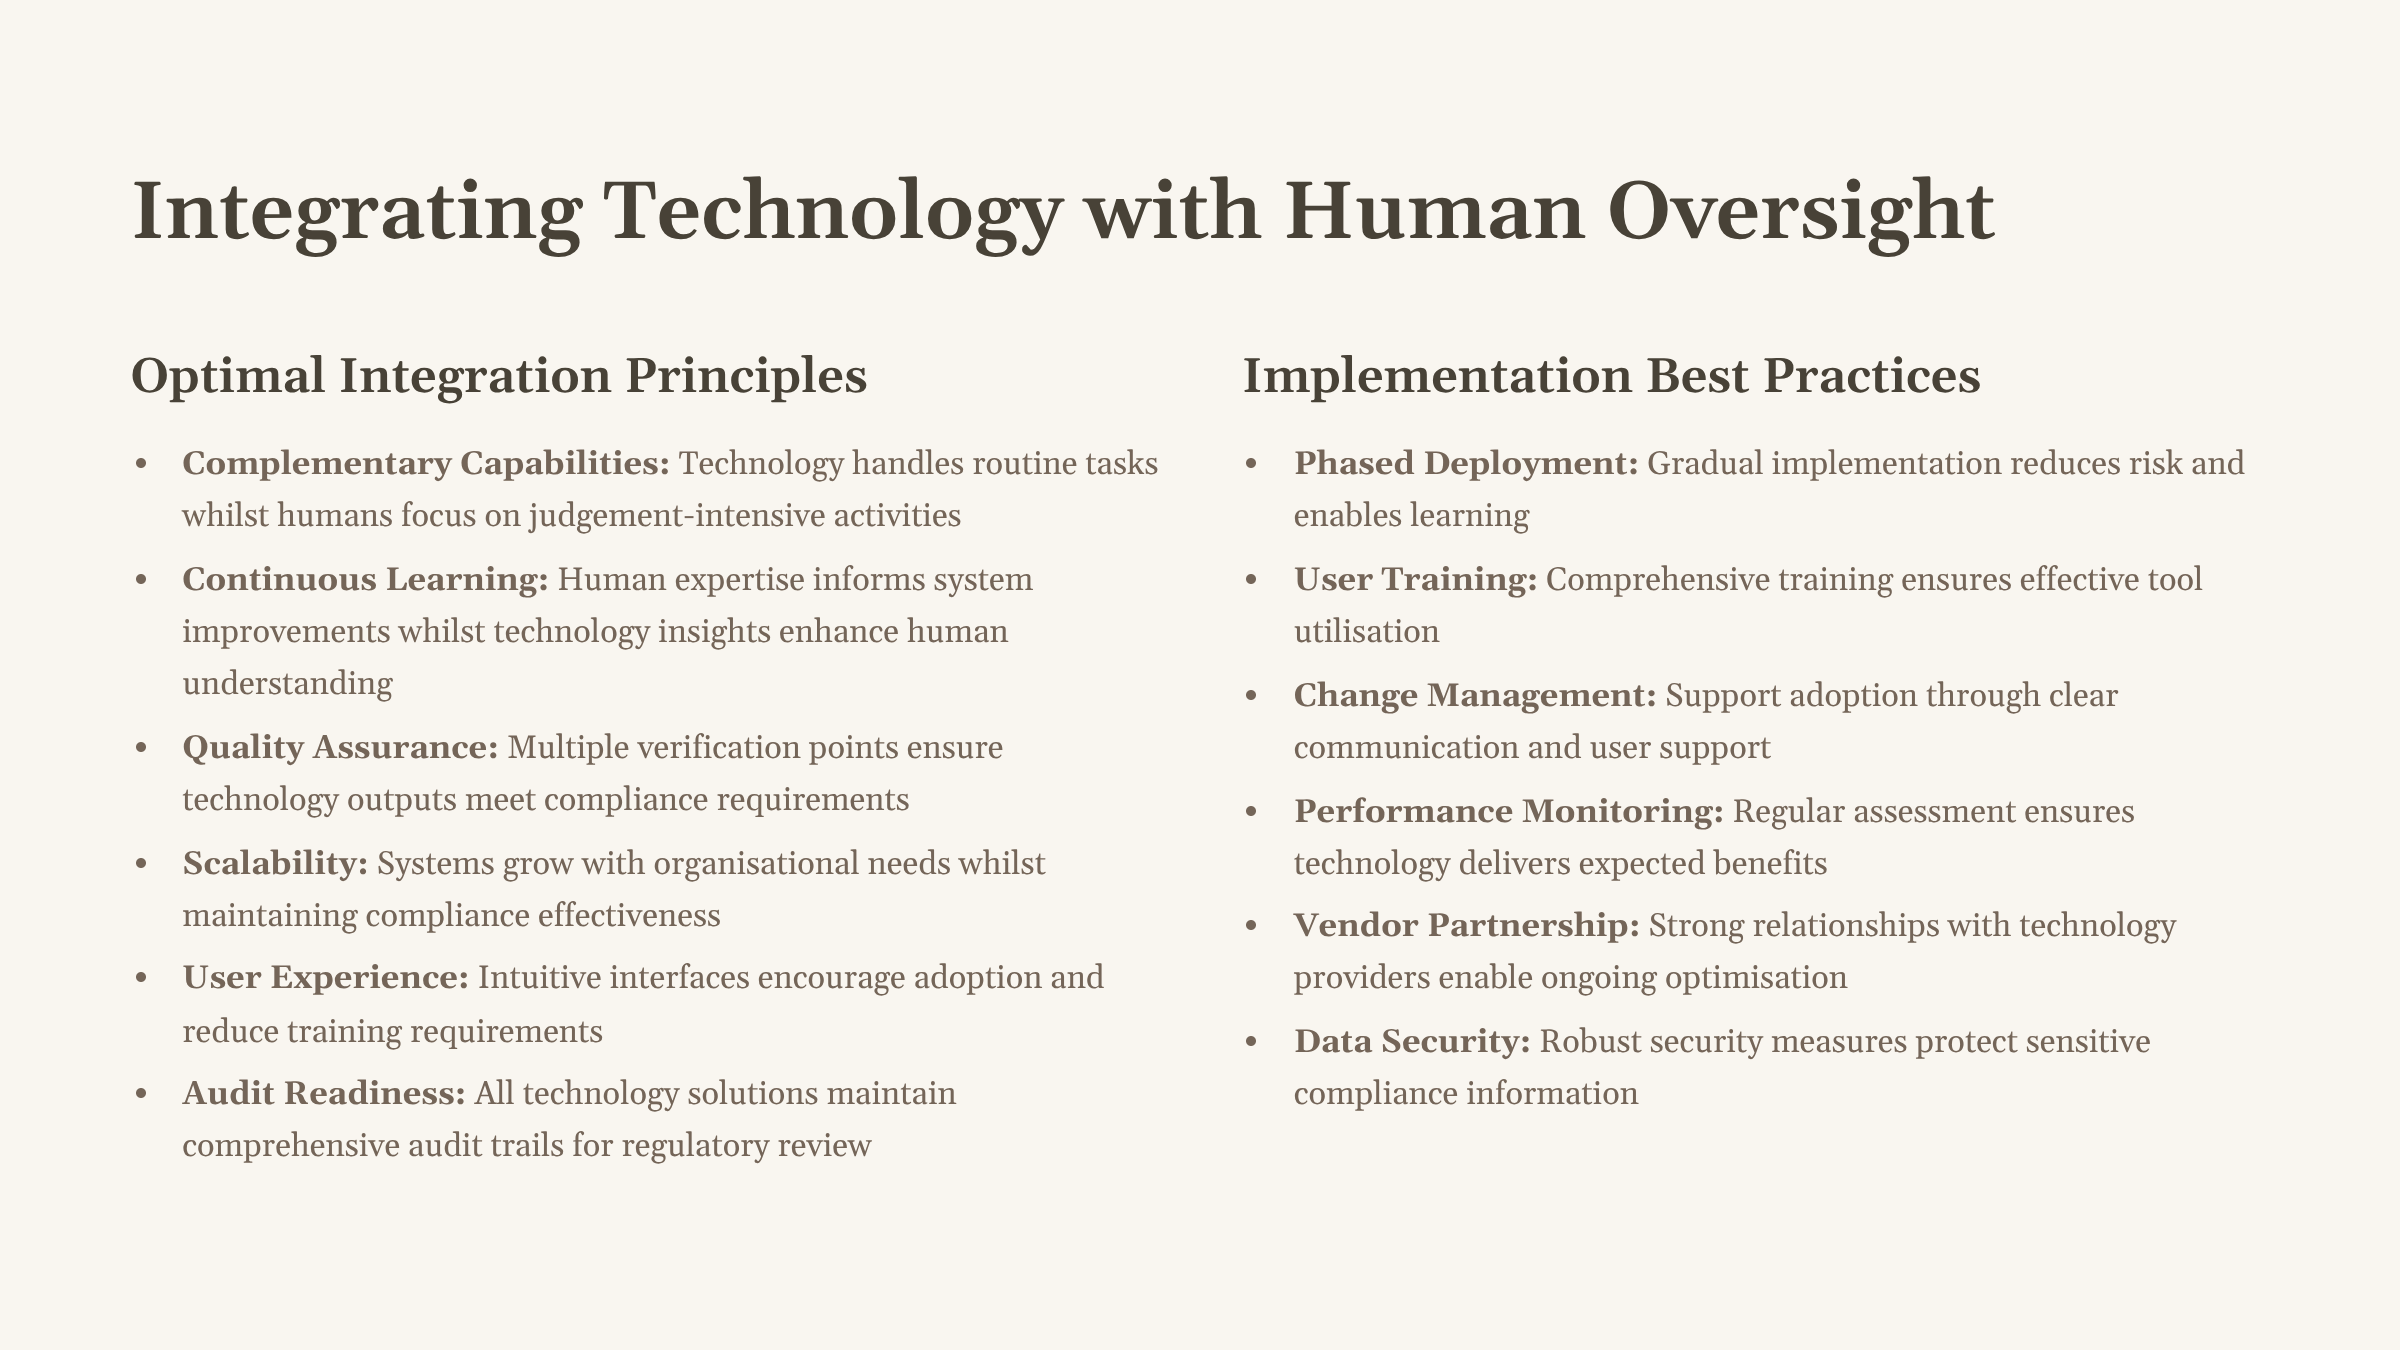 Integrating Technology with Human Oversight
Optimal Integration Principles
• Complementary Capabilities: Technology handles routine tasks
whilst humans focus on judgement-intensive activities
• Continuous Learning: Human expertise informs system
improvements whilst technology insights enhance human
understanding
• Quality Assurance: Multiple verification points ensure
technology outputs meet compliance requirements
• Scalability: Systems grow with organisational needs whilst
maintaining compliance effectiveness
• User Experience: Intuitive interfaces encourage adoption and
reduce training requirements
• Audit Readiness: All technology solutions maintain
comprehensive audit trails for regulatory review
Implementation Best Practices
• Phased Deployment: Gradual implementation reduces risk and
enables learning
• User Training: Comprehensive training ensures effective tool
utilisation
• Change Management: Support adoption through clear
communication and user support
• Performance Monitoring: Regular assessment ensures
technology delivers expected benefits
• Vendor Partnership: Strong relationships with technology
providers enable ongoing optimisation
• Data Security: Robust security measures protect sensitive
compliance information